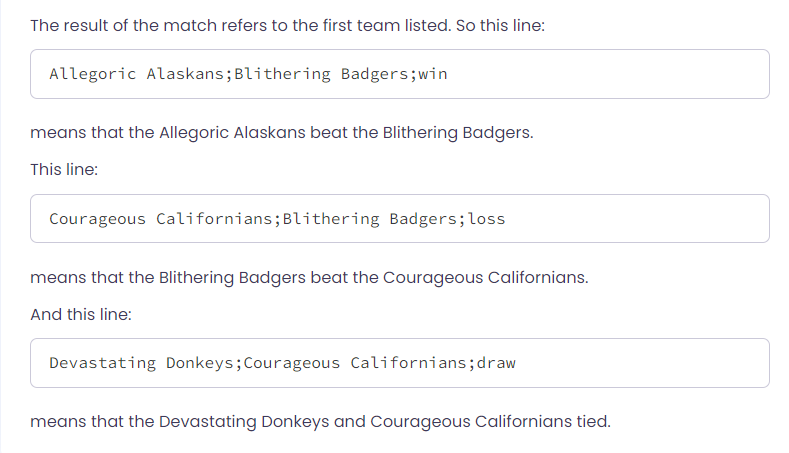 The result of the match refers to the first team listed. So this line:
Allegoric Alaskans;Blithering Badgers;win
means that the Allegoric Alaskans beat the Blithering Badgers.
This line:
Courageous Californians;Blithering Badgers;loss
means that the Blithering Badgers beat the Courageous Californians.
And this line:
Devastating Donkeys;Courageous Californians;draw
means that the Devastating Donkeys and Courageous Californians tied.